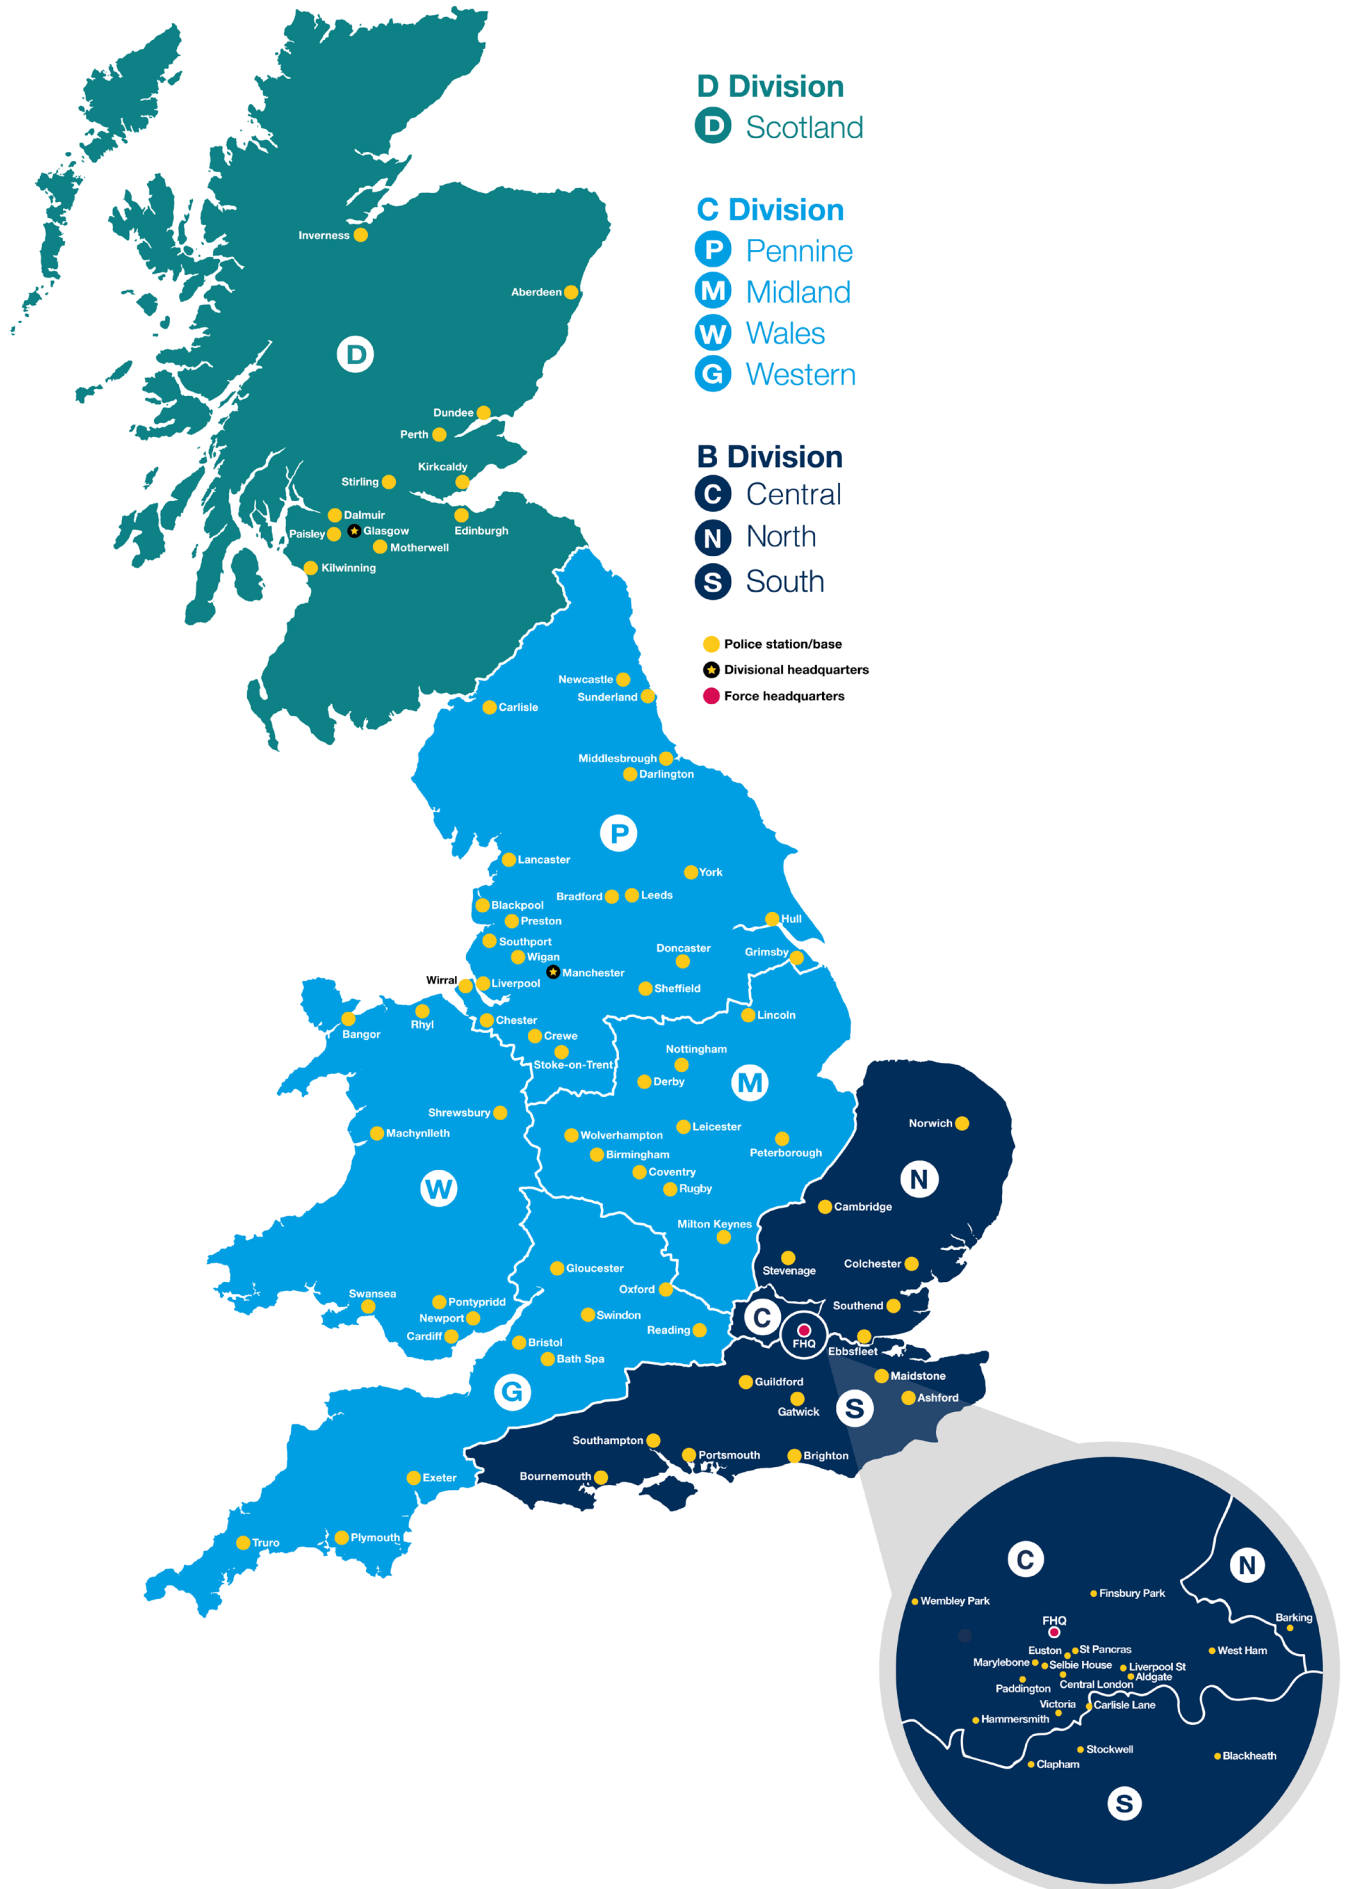 D Division
D Scotland
C Division
P Pennine
M Midland
W Wales
G Western
B Division
C Central
N North
S South
Police station/base
Divisional headquarters
Force headquarters
Inverness
Aberdeen
D
Dundee
Perth
Kirkcaldy
Stirling
Dalmuir
Glasgow
Edinburgh
Paisley
Motherwell
Kilwinning
Newcastle
Sunderland
Carlisle
Middlesbrough
Darlington
P
Lancaster
York
Bradford
Leeds
Blackpool
Preston
Hull
Southport
Doncaster
Grimsby
Wigan
Manchester
Wirral
Liverpool
Sheffield
Lincoln
Bangor
Rhyl
Chester
Crewe
Stoke-on-Trent
Nottingham
Derby
M
Shrewsbury
Machynlleth
Wolverhampton
Leicester
Birmingham
Peterborough
Coventry
Rugby
Norwich
N
W
Cambridge
Milton Keynes
Stevenage
Colchester
Gloucester
Oxford
Swansea
Pontypridd
Newport
Cardiff
Swindon
Reading
C
Southend
FHQ
Ebbsfleet
Bristol
Bath Spa
G
Guildford
Maidstone
Ashford
Gatwick
S
Southampton
Portsmouth
Brighton
Bournemouth
Exeter
Plymouth
Truro
C
N
Wembley Park
Finsbury Park
FHQ
Barking
Euston
St Pancras
West Ham
Marylebone
Selbie House
Liverpool St
Aldgate
Paddington
Central London
Victoria
Carlisle Lane
Hammersmith
Stockwell
Clapham
Blackheath
S